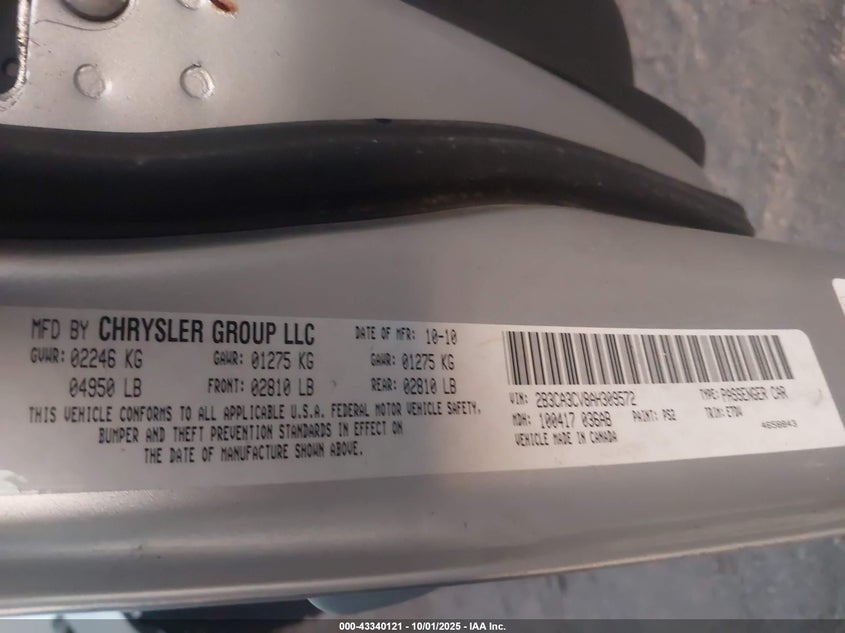 MFD BY CHRYSLER GROUP LLC DATE OF MFR: 10-10
GVWR: 02246 KG GAWR: 01275 KG GAWR: 01275 KG
04950 LB FRONT: 02810 LB REAR: 02810 LB
THIS VEHICLE CONFORMS TO ALL APPLICABLE U.S.A. FEDERAL MOTOR VEHICLE SAFETY,
BUMPER AND THEFT PREVENTION STANDARDS IN EFFECT ON
THE DATE OF MANUFACTURE SHOWN ABOVE.
VIN: 2B3CA3CV8AH309572 TYPE: PASSENGER CAR
MDH: 100417 036AB PAINT: PS2 TRIM: ETDV
VEHICLE MADE IN CANADA 4658043
000-43340121 - 10/01/2025 - IAA Inc.